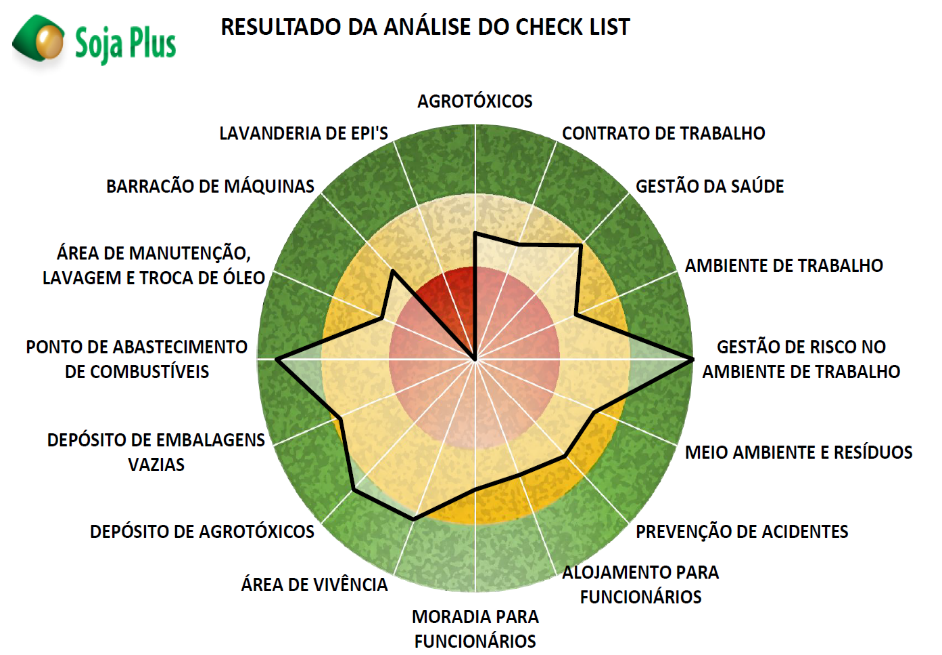 Soja Plus
RESULTADO DA ANÁLISE DO CHECK LIST
AGROTÓXICOS
LAVANDERIA DE EPI'S
CONTRATO DE TRABALHO
BARRACÃO DE MÁQUINAS
GESTÃO DA SAÚDE
ÁREA DE MANUTENÇÃO,
LAVAGEM E TROCA DE ÓLEO
AMBIENTE DE TRABALHO
PONTO DE ABASTECIMENTO
DE COMBUSTÍVEIS
GESTÃO DE RISCO NO
AMBIENTE DE TRABALHO
DEPÓSITO DE EMBALAGENS
VAZIAS
MEIO AMBIENTE E RESÍDUOS
DEPÓSITO DE AGROTÓXICOS
PREVENÇÃO DE ACIDENTES
ÁREA DE VIVÊNCIA
ALOJAMENTO PARA
FUNCIONÁRIOS
MORADIA PARA
FUNCIONÁRIOS